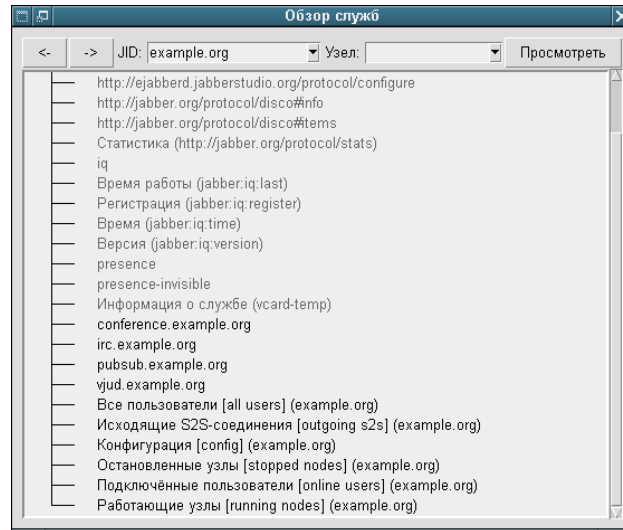 Обзор служб
<- -> JID: example.org Узел: Просмотреть
http://ejabberd.jabberstudio.org/protocol/configure
http://jabber.org/protocol/disco#info
http://jabber.org/protocol/disco#items
Статистика (http://jabber.org/protocol/stats)
iq
Время работы (jabber:iq:last)
Регистрация (jabber:iq:register)
Время (jabber:iq:time)
Версия (jabber:iq:version)
presence
presence-invisible
Информация о службе (vcard-temp)
conference.example.org
irc.example.org
pubsub.example.org
vjud.example.org
Все пользователи [all users] (example.org)
Исходящие S2S-соединения [outgoing s2s] (example.org)
Конфигурация [config] (example.org)
Остановленные узлы [stopped nodes] (example.org)
Подключённые пользователи [online users] (example.org)
Работающие узлы [running nodes] (example.org)